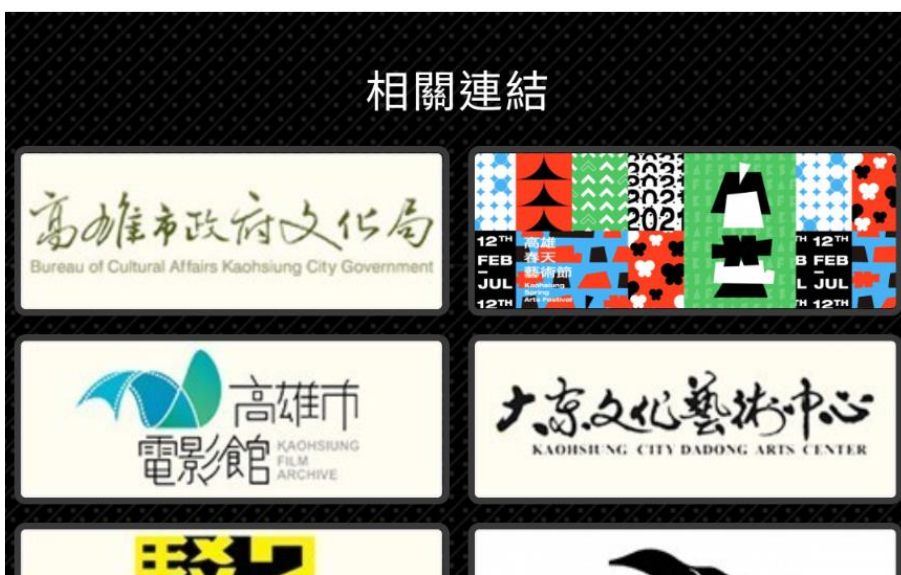 相關連結
高雄市政府文化局
Bureau of Cultural Affairs Kaohsiung City Government
2021
2021
2021
2021
12TH
FEB
–
JUL
12TH
高雄
春天
藝術節
Kaohsiung
Spring
Arts Festival
TH 12TH
B FEB
–
L JUL
H 12TH
高雄市
電影館
KAOHSIUNG
FILM
ARCHIVE
大東文化藝術中心
KAOHSIUNG CITY DADONG ARTS CENTER